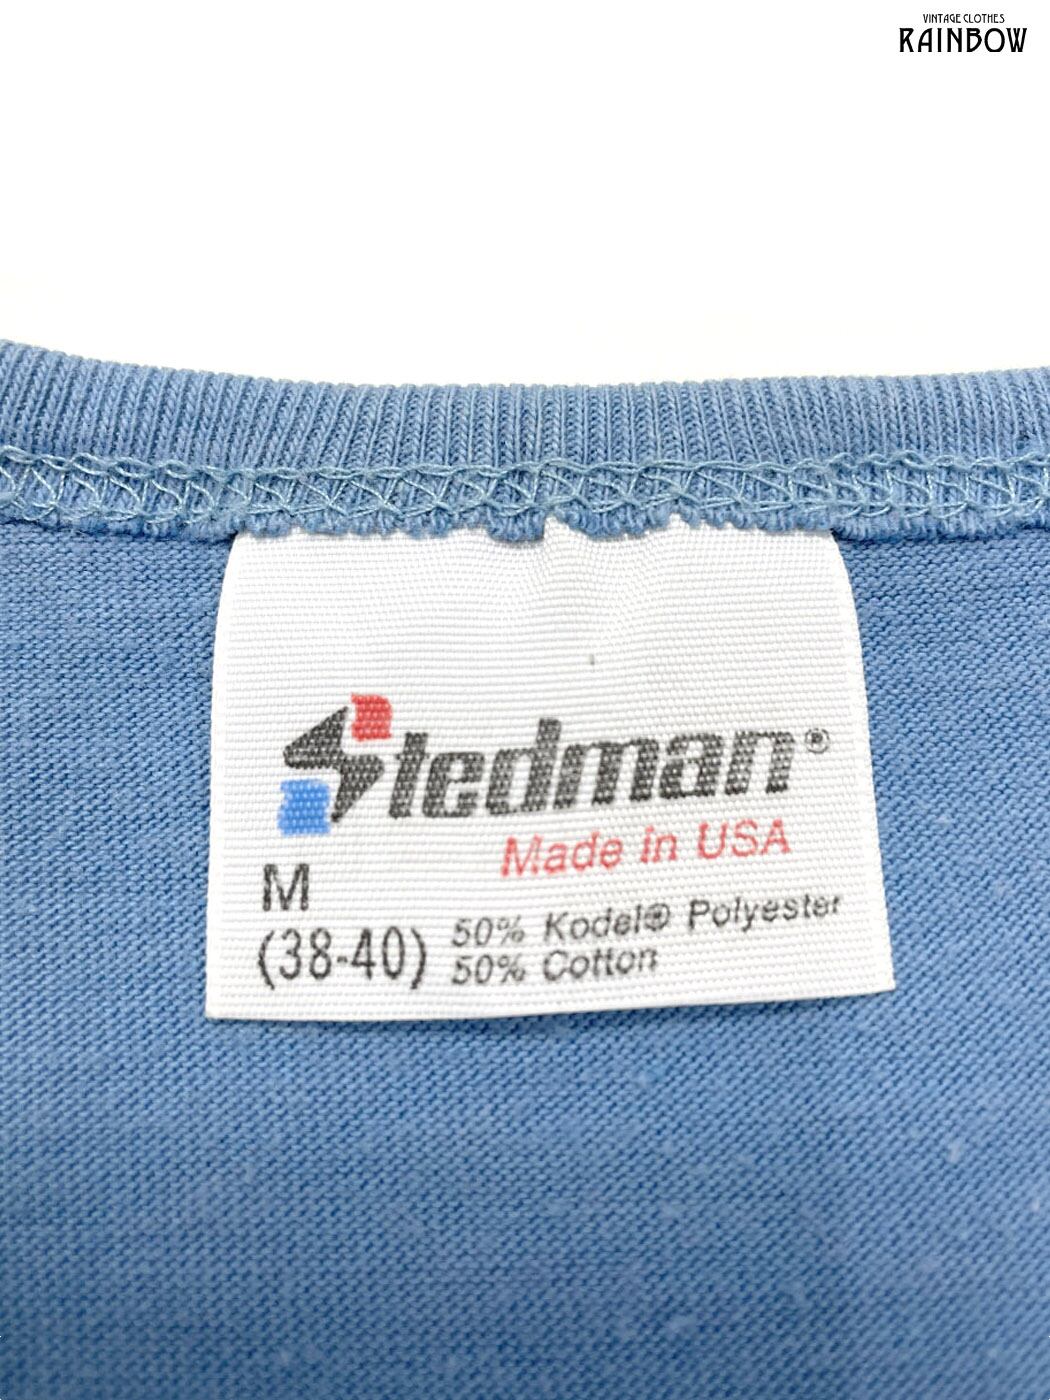 VINTAGE CLOTHES
RAINBOW
Stedman®
Made in USA
M
(38-40)
50% Kodel® Polyester
50% Cotton